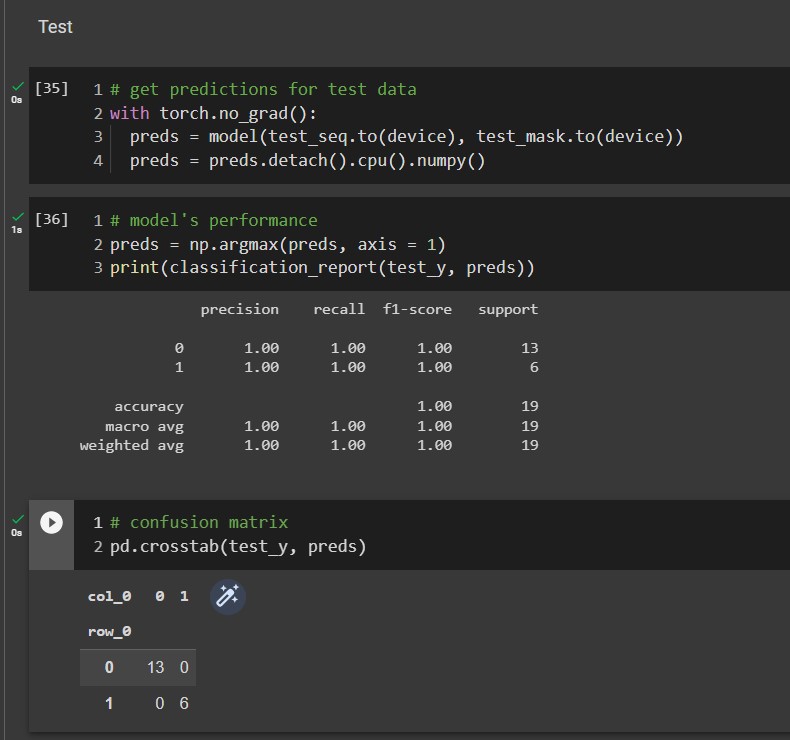 Test
0s
[35]
1 # get predictions for test data
2 with torch.no_grad():
3   preds = model(test_seq.to(device), test_mask.to(device))
4   preds = preds.detach().cpu().numpy()
1s
[36]
1 # model's performance
2 preds = np.argmax(preds, axis = 1)
3 print(classification_report(test_y, preds))
precision recall f1-score support
0 1.00 1.00 1.00 13
1 1.00 1.00 1.00 6
accuracy 1.00 19
macro avg 1.00 1.00 1.00 19
weighted avg 1.00 1.00 1.00 19
0s
1 # confusion matrix
2 pd.crosstab(test_y, preds)
col_0 0 1
row_0
0 13 0
1 0 6